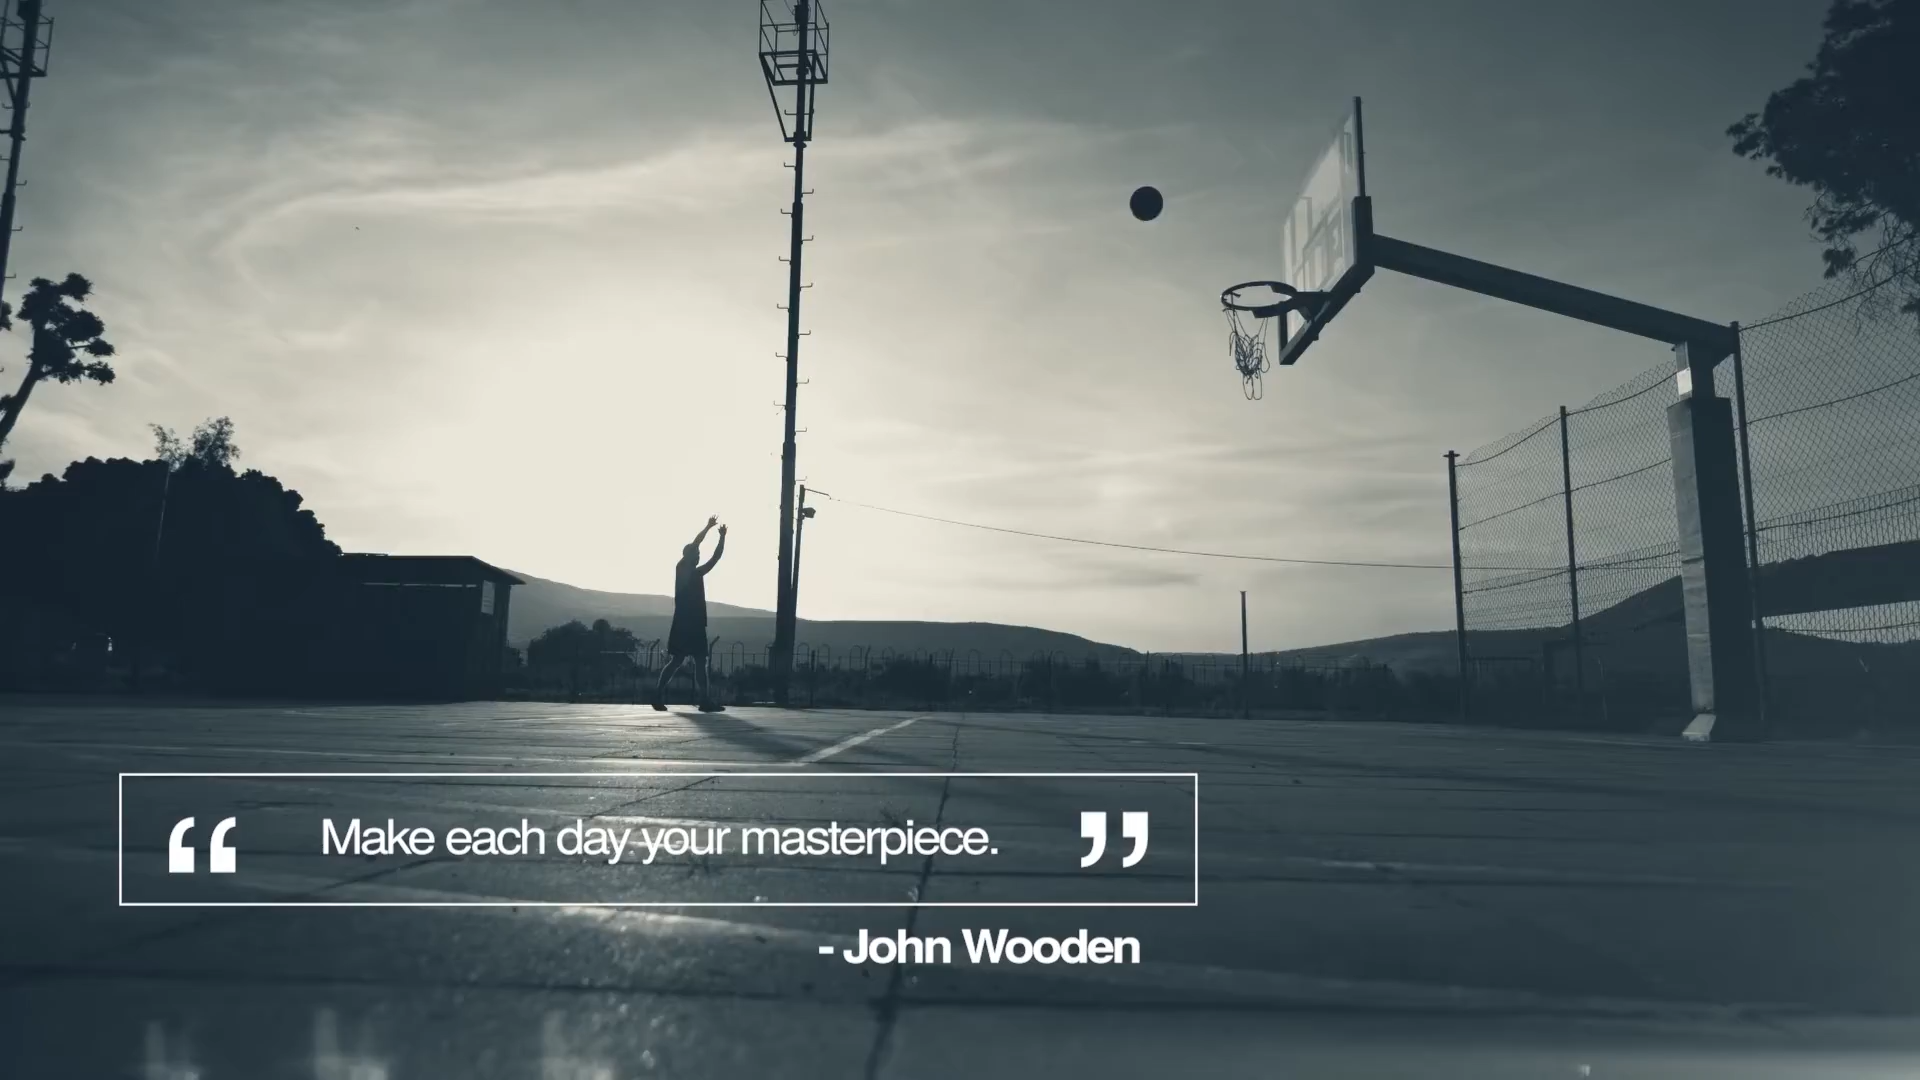 “ Make each day your masterpiece. ”
- John Wooden